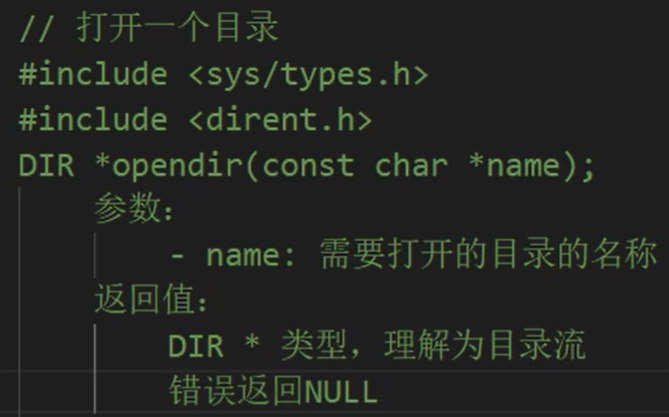 // 打开一个目录
#include <sys/types.h>
#include <dirent.h>
DIR *opendir(const char *name);
参数：
- name: 需要打开的目录的名称
返回值：
DIR * 类型，理解为目录流
错误返回NULL